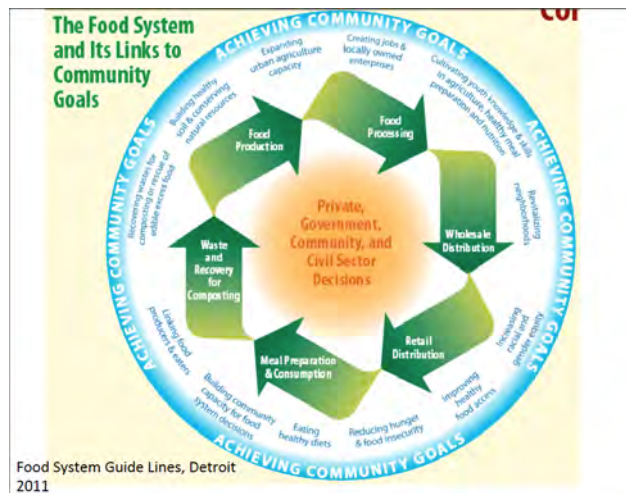 The Food System
and Its Links to
Community
Goals
ACHIEVING COMMUNITY GOALS
Expanding
urban agriculture
capacity
Creating jobs &
locally owned
enterprises
Cultivating youth knowledge & skills
in agriculture, healthy meal
preparation and nutrition
ACHIEVING COMMUNITY GOALS
Revitalizing
neighborhoods
Increasing
racial and
gender equity
Improving
healthy
food access
Reducing hunger
& food insecurity
ACHIEVING COMMUNITY GOALS
Eating
healthy diets
Building community
capacity for food
system decisions
Linking food
producers & eaters
ACHIEVING COMMUNITY GOALS
Recovering wastes for
composting or rescue of
edible excess food
Building healthy
soil & conserving
natural resources
Food
Production
Food
Processing
Wholesale
Distribution
Retail
Distribution
Meal Preparation
& Consumption
Waste
and
Recovery
for
Composting
Private,
Government,
Community, and
Civil Sector
Decisions
Food System Guide Lines, Detroit
2011